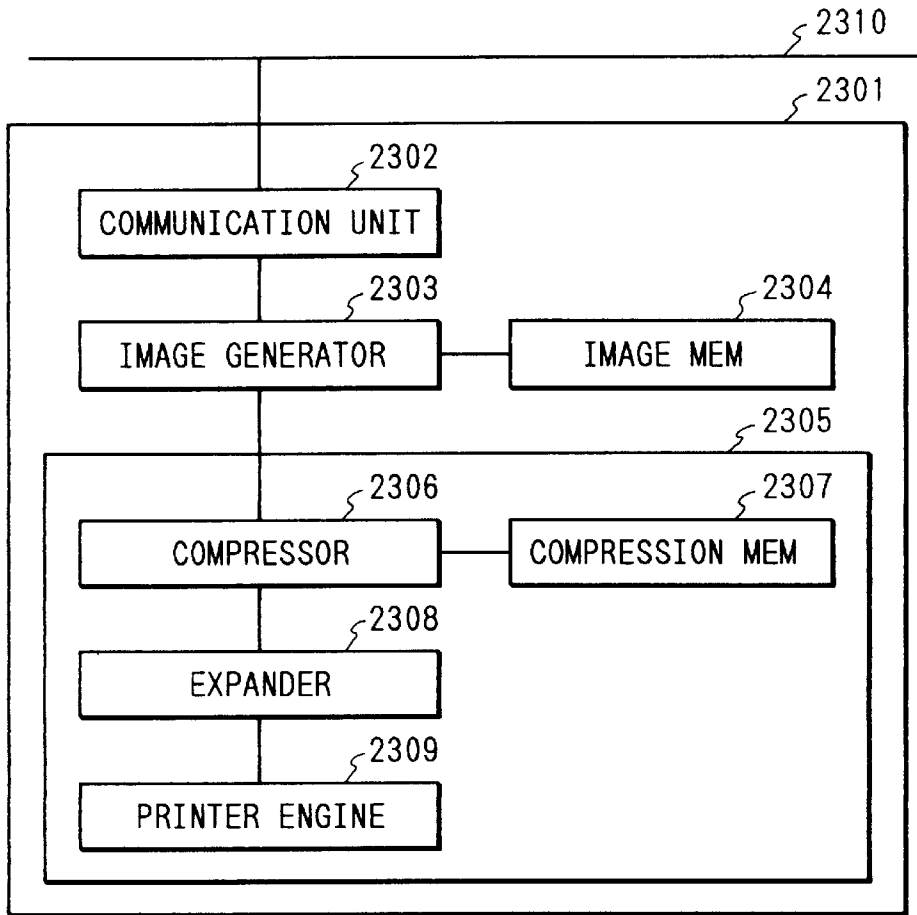 2310
2301
2302
COMMUNICATION UNIT
2303
2304
IMAGE GENERATOR
IMAGE MEM
2305
2306
2307
COMPRESSOR
COMPRESSION MEM
2308
EXPANDER
2309
PRINTER ENGINE